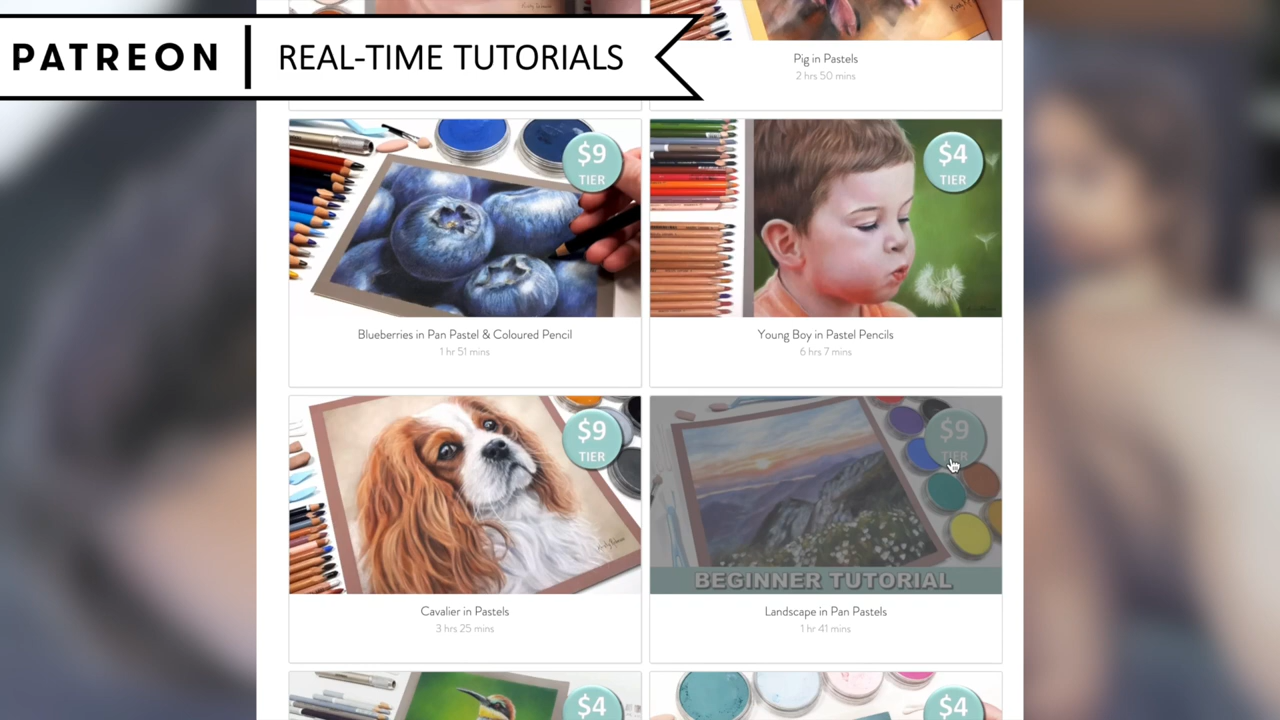 PATREON | REAL-TIME TUTORIALS
Pig in Pastels
2 hrs 50 mins
$9
TIER
Blueberries in Pan Pastel & Coloured Pencil
1 hr 51 mins
$4
TIER
Young Boy in Pastel Pencils
6 hrs 7 mins
$9
TIER
Cavalier in Pastels
3 hrs 25 mins
$9
TIER
BEGINNER TUTORIAL
Landscape in Pan Pastels
1 hr 41 mins
$4
TIER
$4
TIER